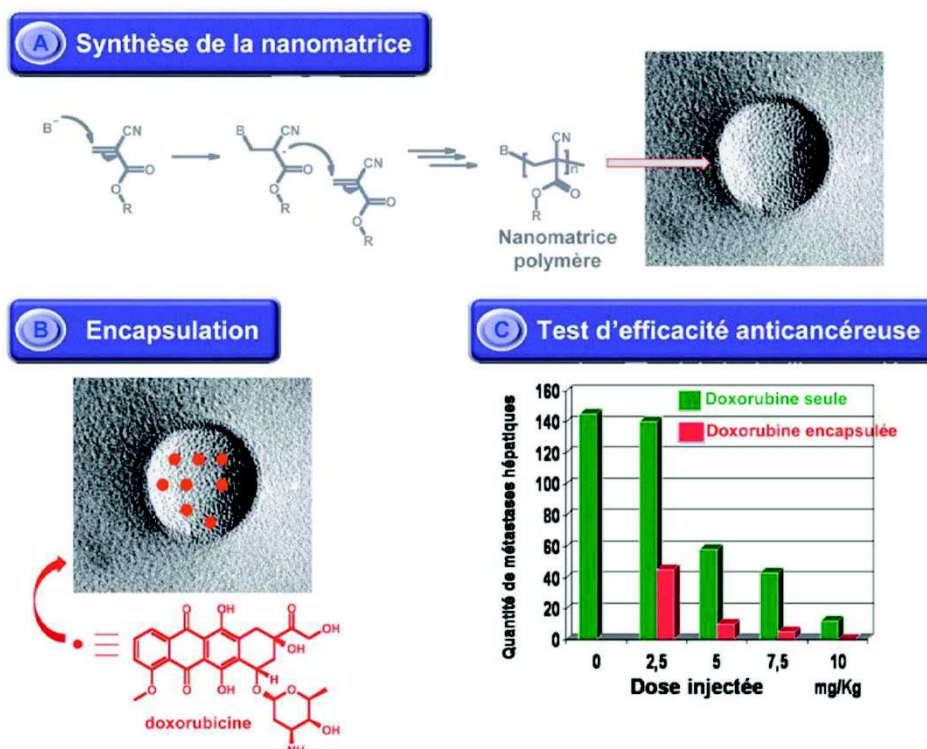 A Synthèse de la nanomatrice
B⁻
CN
O
O
R
B
CN
-
O
O
R
CN
O
O
R
B
CN
n
O
O
R
Nanomatrice
polymère
B Encapsulation
O
OH
O
OH
OH
O
O
OH
H
O
O
OH
NH
doxorubicine
C Test d'efficacité anticancéreuse
Quantité de métastases hépatiques
160
140
120
100
80
60
40
20
0
Doxorubine seule
Doxorubine encapsulée
0 2,5 5 7,5 10
Dose injectée mg/Kg